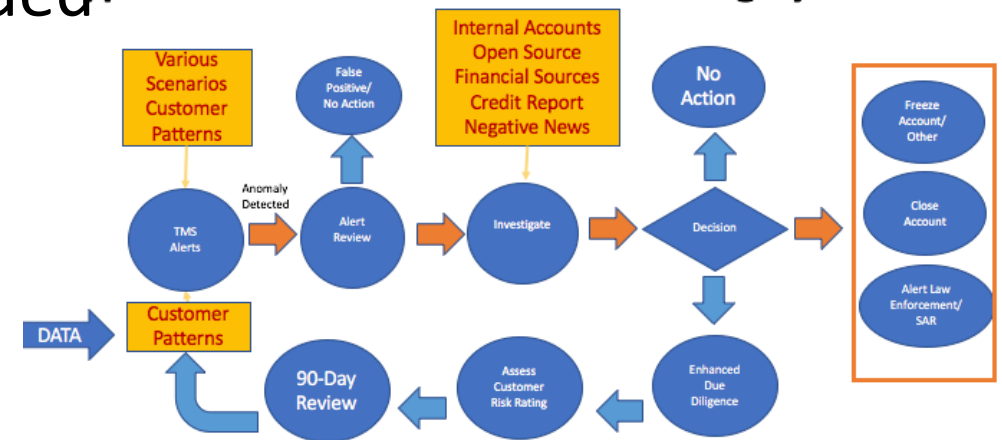 Various
Scenarios
Customer
Patterns
False
Positive/
No Action
Internal Accounts
Open Source
Financial Sources
Credit Report
Negative News
No
Action
Freeze
Account/
Other
Anomaly
Detected
TMS
Alerts
Alert
Review
Investigate
Decision
Close
Account
Alert Law
Enforcement/
SAR
DATA
Customer
Patterns
90-Day
Review
Assess
Customer
Risk Rating
Enhanced
Due
Diligence